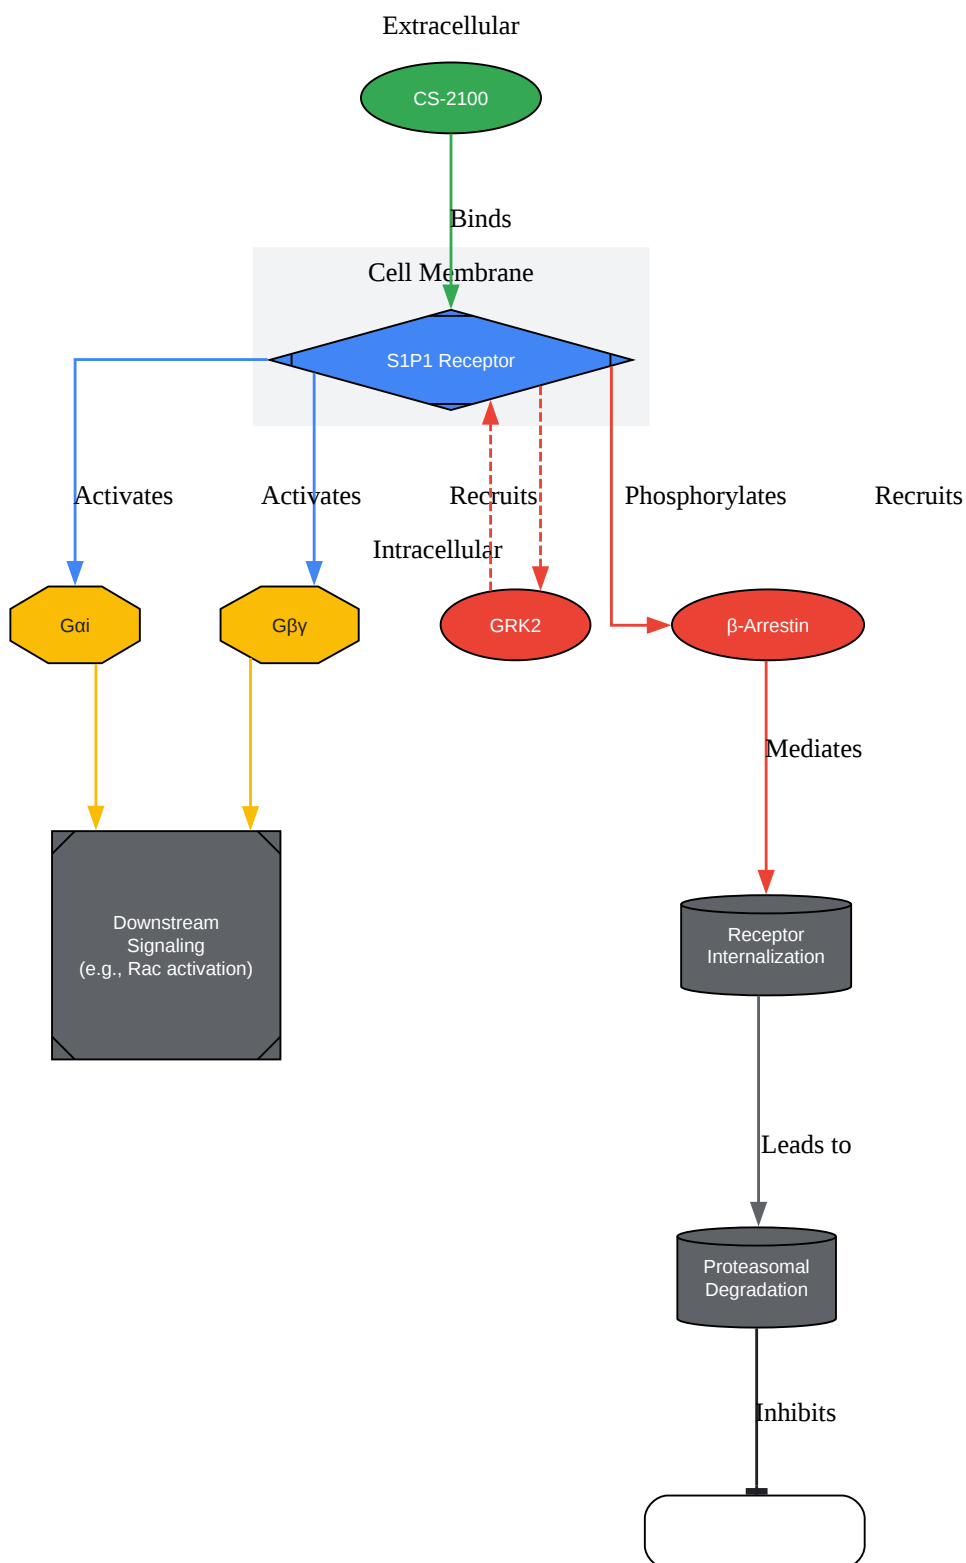 Extracellular
CS-2100
Binds
Cell Membrane
S1P1 Receptor
Activates
Activates
Recruits
Phosphorylates
Recruits
Intracellular
Gαi
Gβγ
GRK2
β-Arrestin
Mediates
Downstream
Signaling
(e.g., Rac activation)
Receptor
Internalization
Leads to
Proteasomal
Degradation
Inhibits